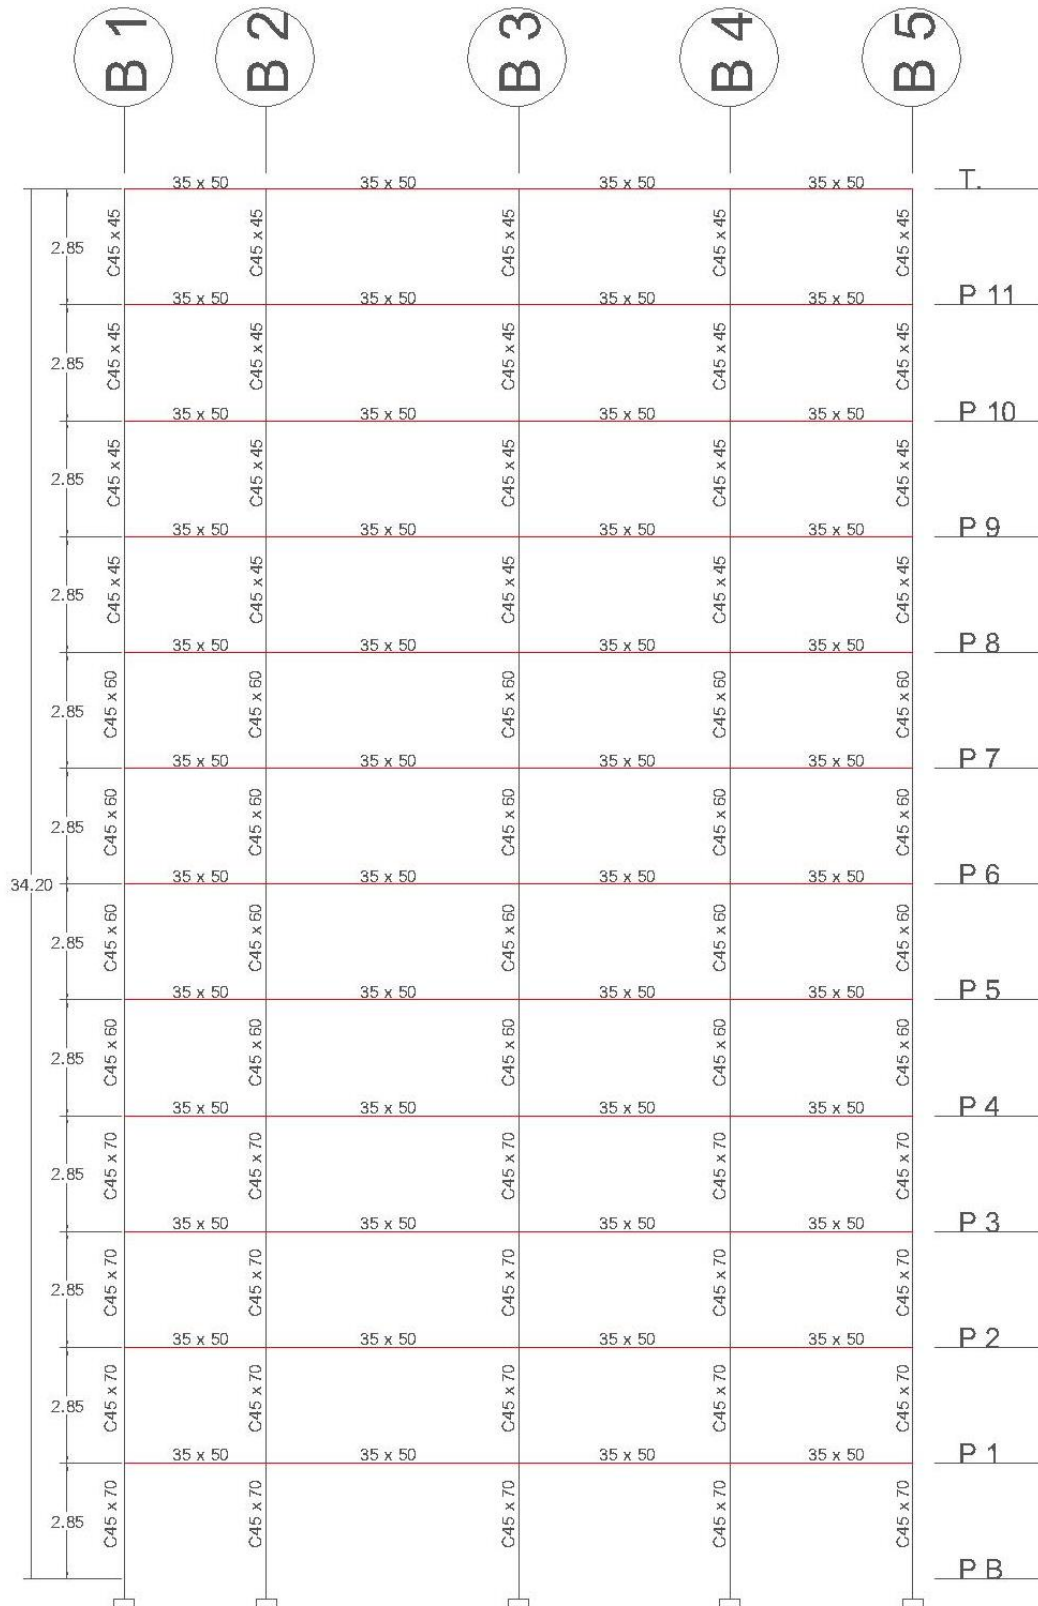 B 1 B 2 B 3 B 4 B 5
35 x 50 35 x 50 35 x 50 35 x 50 T.
2.85 C45 x 45 C45 x 45 C45 x 45 C45 x 45 C45 x 45
35 x 50 35 x 50 35 x 50 35 x 50 P 11
2.85 C45 x 45 C45 x 45 C45 x 45 C45 x 45 C45 x 45
35 x 50 35 x 50 35 x 50 35 x 50 P 10
2.85 C45 x 45 C45 x 45 C45 x 45 C45 x 45 C45 x 45
35 x 50 35 x 50 35 x 50 35 x 50 P 9
2.85 C45 x 45 C45 x 45 C45 x 45 C45 x 45 C45 x 45
35 x 50 35 x 50 35 x 50 35 x 50 P 8
2.85 C45 x 60 C45 x 60 C45 x 60 C45 x 60 C45 x 60
35 x 50 35 x 50 35 x 50 35 x 50 P 7
2.85 C45 x 60 C45 x 60 C45 x 60 C45 x 60 C45 x 60
34.20 35 x 50 35 x 50 35 x 50 35 x 50 P 6
2.85 C45 x 60 C45 x 60 C45 x 60 C45 x 60 C45 x 60
35 x 50 35 x 50 35 x 50 35 x 50 P 5
2.85 C45 x 60 C45 x 60 C45 x 60 C45 x 60 C45 x 60
35 x 50 35 x 50 35 x 50 35 x 50 P 4
2.85 C45 x 70 C45 x 70 C45 x 70 C45 x 70 C45 x 70
35 x 50 35 x 50 35 x 50 35 x 50 P 3
2.85 C45 x 70 C45 x 70 C45 x 70 C45 x 70 C45 x 70
35 x 50 35 x 50 35 x 50 35 x 50 P 2
2.85 C45 x 70 C45 x 70 C45 x 70 C45 x 70 C45 x 70
35 x 50 35 x 50 35 x 50 35 x 50 P 1
2.85 C45 x 70 C45 x 70 C45 x 70 C45 x 70 C45 x 70
P B